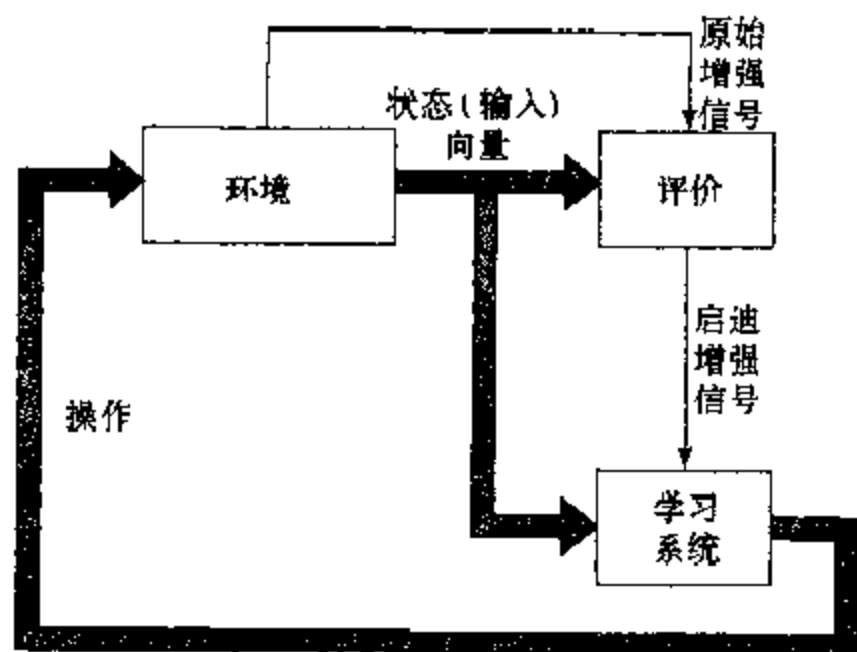 原始
增强
信号
状态(输入)
向量
环境
评价
启迪
增强
信号
操作
学习
系统